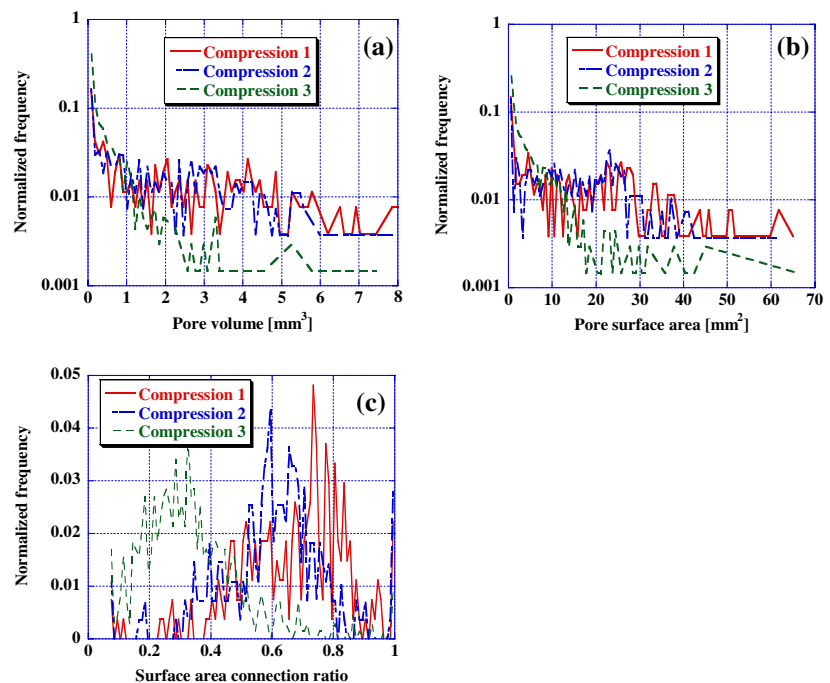 1
0.1
0.01
0.001
0 1 2 3 4 5 6 7 8
Normalized frequency
Pore volume [mm³]
Compression 1
Compression 2
Compression 3
(a)
1
0.1
0.01
0.001
0 10 20 30 40 50 60 70
Normalized frequency
Pore surface area [mm²]
Compression 1
Compression 2
Compression 3
(b)
0.05
0.04
0.03
0.02
0.01
0
0 0.2 0.4 0.6 0.8 1
Normalized frequency
Surface area connection ratio
Compression 1
Compression 2
Compression 3
(c)